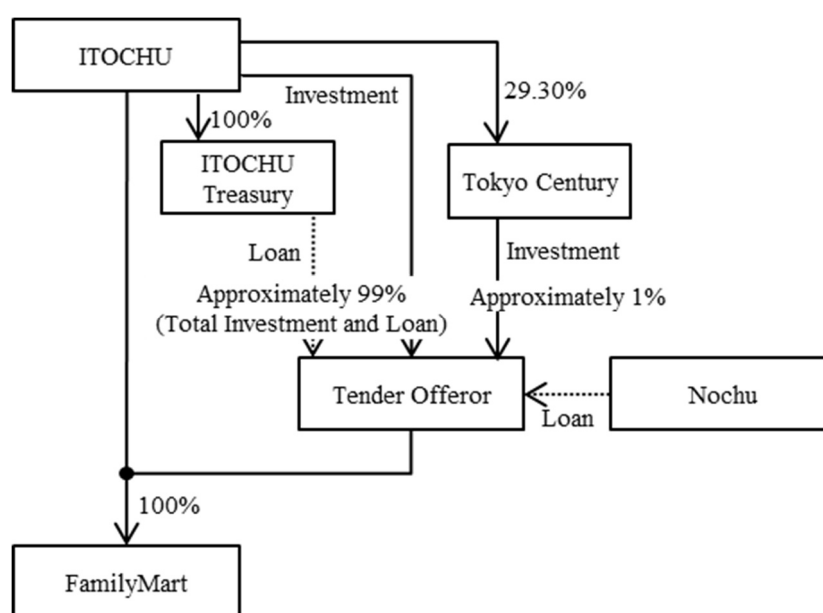 ITOCHU
Investment
29.30%
100%
ITOCHU
Treasury
Tokyo Century
Loan
Investment
Approximately 99%
(Total Investment and Loan)
Approximately 1%
Tender Offeror
Loan
Nochu
100%
FamilyMart